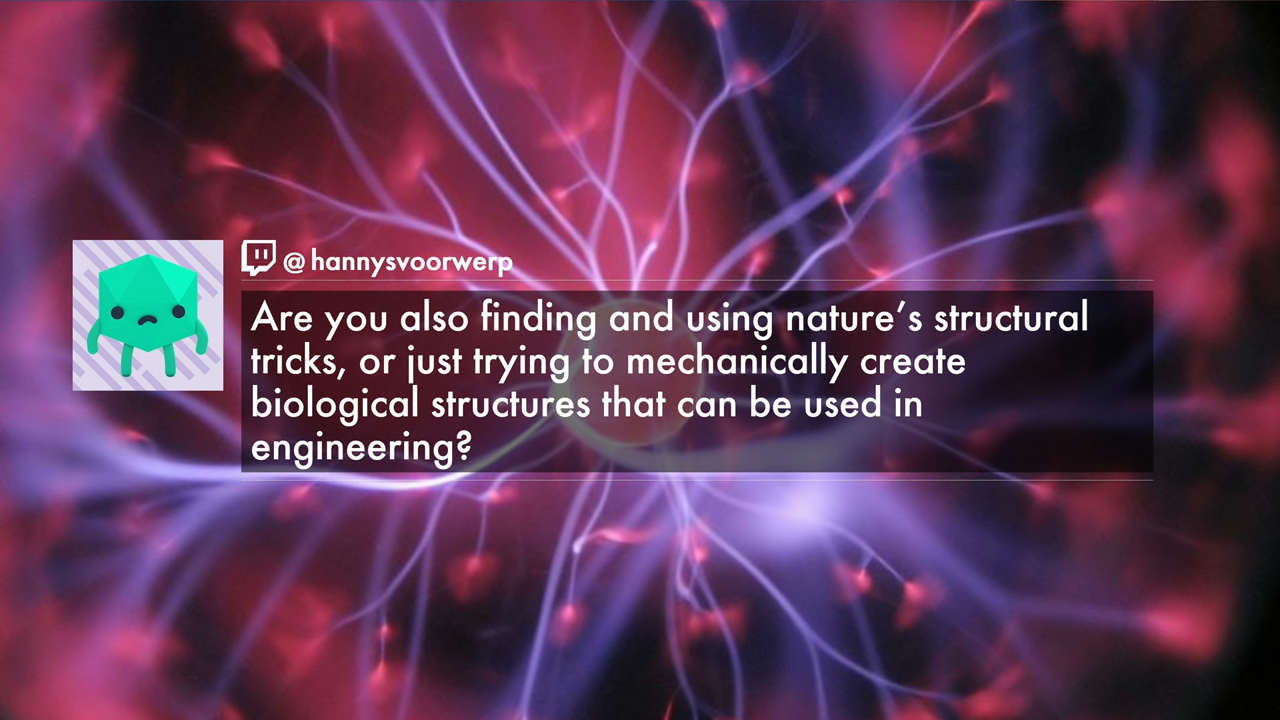 @hannysvoorwerp
Are you also finding and using nature’s structural
tricks, or just trying to mechanically create
biological structures that can be used in
engineering?